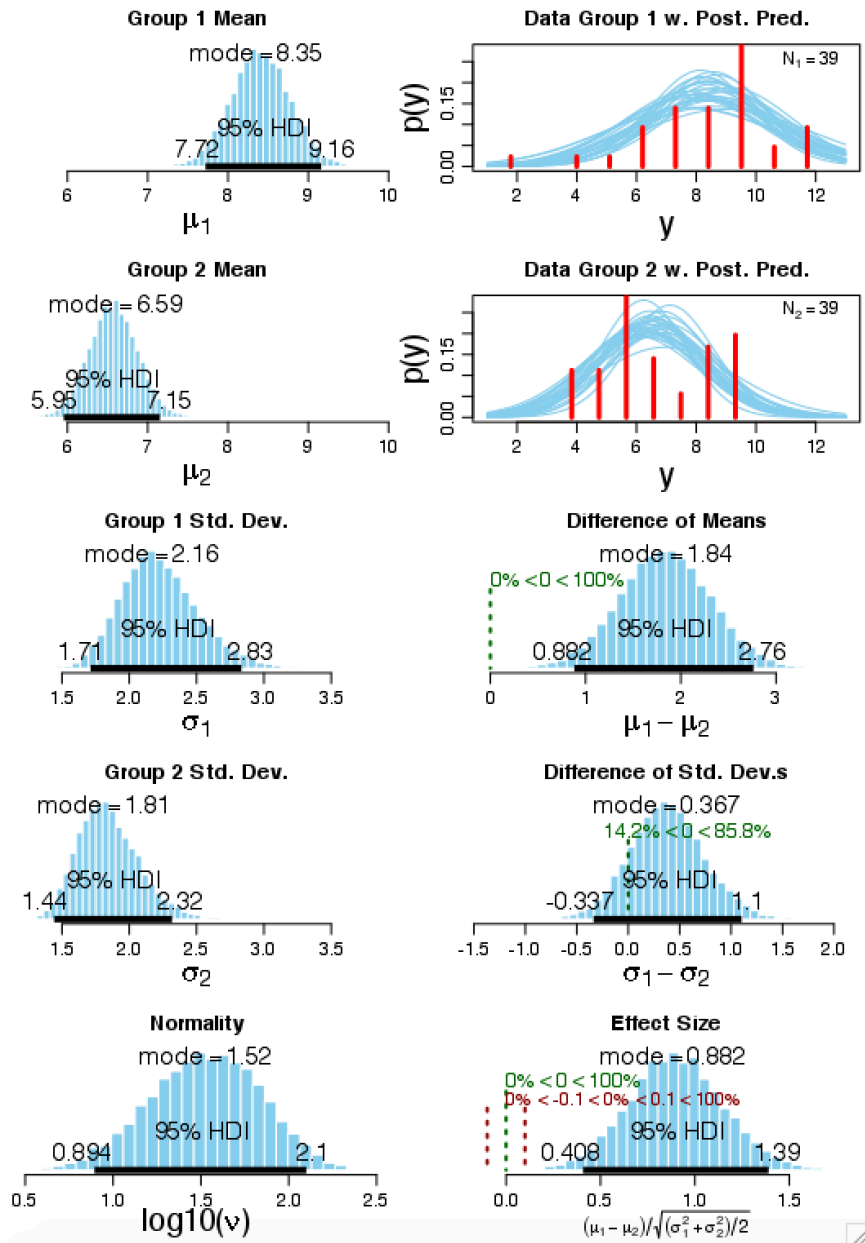 Group 1 Mean
mode = 8.35
95% HDI
7.72 9.16
6 7 8 9 10
μ1
Data Group 1 w. Post. Pred.
N1 = 39
p(y)
0.00 0.15
2 4 6 8 10 12
y
Group 2 Mean
mode = 6.59
95% HDI
5.95 7.15
6 7 8 9 10
μ2
Data Group 2 w. Post. Pred.
N2 = 39
p(y)
0.00 0.15
2 4 6 8 10 12
y
Group 1 Std. Dev.
mode = 2.16
95% HDI
1.71 2.83
1.5 2.0 2.5 3.0 3.5
σ1
Difference of Means
mode = 1.84
0% < 0 < 100%
95% HDI
0.882 2.76
0 1 2 3
μ1 − μ2
Group 2 Std. Dev.
mode = 1.81
95% HDI
1.44 2.32
1.5 2.0 2.5 3.0 3.5
σ2
Difference of Std. Dev.s
mode = 0.367
14.2% < 0 < 85.8%
95% HDI
-0.337 1.1
-1.5 -1.0 -0.5 0.0 0.5 1.0 1.5 2.0
σ1 − σ2
Normality
mode = 1.52
95% HDI
0.894 2.1
0.5 1.0 1.5 2.0 2.5
log10(ν)
Effect Size
mode = 0.882
0% < 0 < 100%
0% < -0.1 < 0% < 0.1 < 100%
95% HDI
0.408 1.39
0.0 0.5 1.0 1.5
(μ1 − μ2)/√(σ1² + σ2²)/2